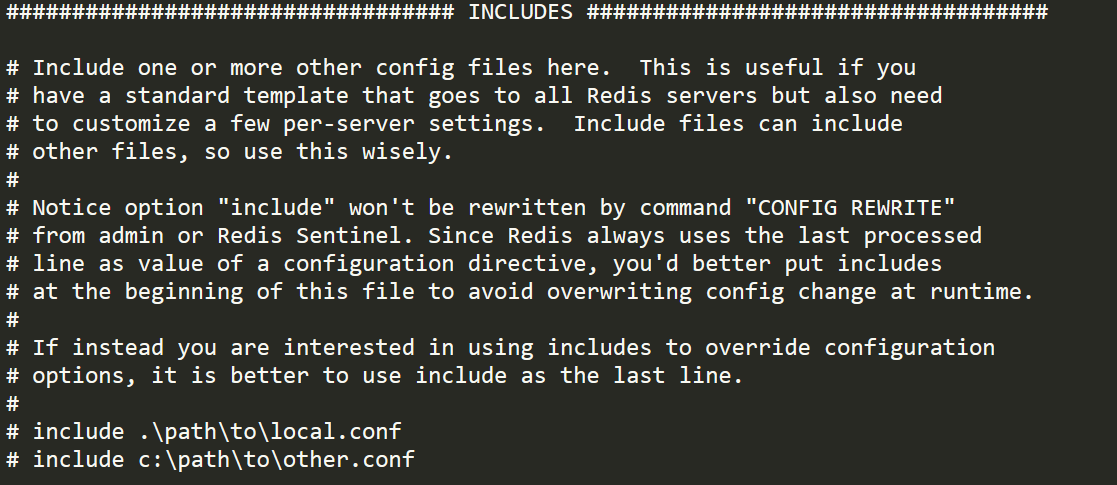 ################################## INCLUDES ###################################
# Include one or more other config files here.  This is useful if you
# have a standard template that goes to all Redis servers but also need
# to customize a few per-server settings.  Include files can include
# other files, so use this wisely.
#
# Notice option "include" won't be rewritten by command "CONFIG REWRITE"
# from admin or Redis Sentinel. Since Redis always uses the last processed
# line as value of a configuration directive, you'd better put includes
# at the beginning of this file to avoid overwriting config change at runtime.
#
# If instead you are interested in using includes to override configuration
# options, it is better to use include as the last line.
#
# include .\path\to\local.conf
# include c:\path\to\other.conf